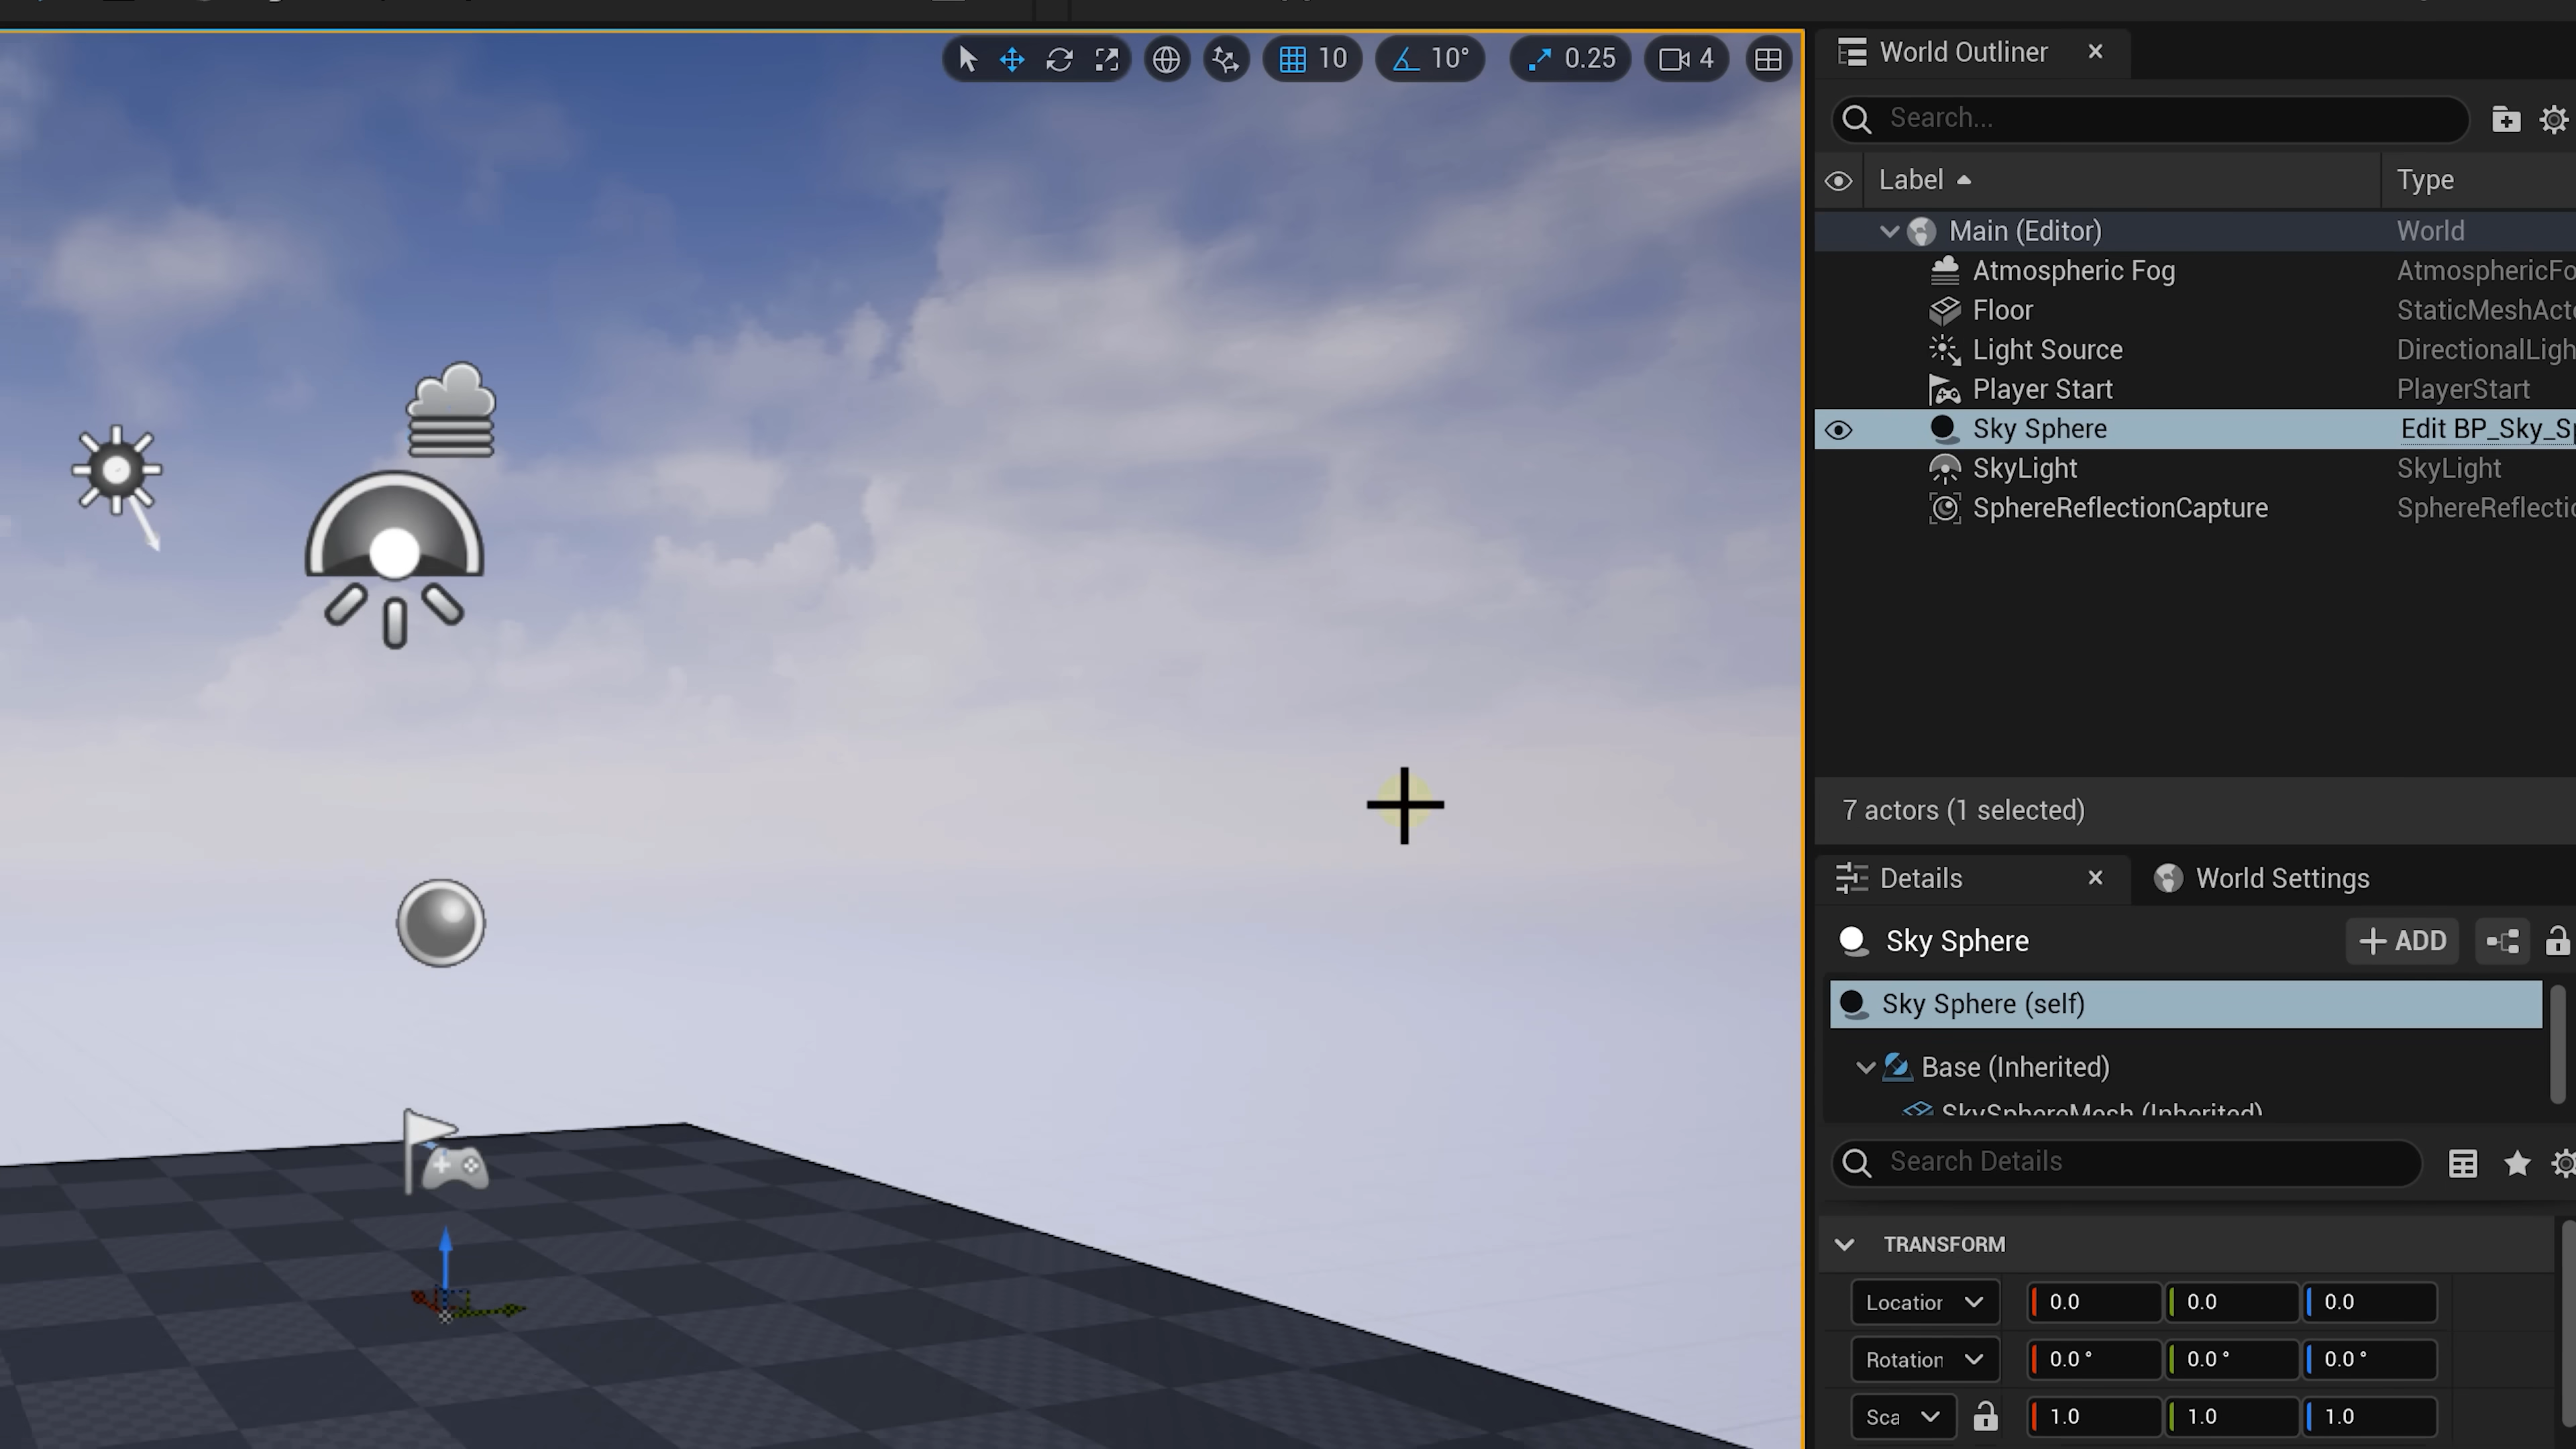 10 10° 0.25 4
World Outliner
Search...
Label Type
Main (Editor) World
Atmospheric Fog AtmosphericFo
Floor StaticMeshAct
Light Source DirectionalLigh
Player Start PlayerStart
Sky Sphere Edit BP_Sky_Sp
SkyLight SkyLight
SphereReflectionCapture SphereReflectio
7 actors (1 selected)
Details World Settings
Sky Sphere + ADD
Sky Sphere (self)
Base (Inherited)
SkySphereMesh (Inherited)
Search Details
TRANSFORM
Location 0.0 0.0 0.0
Rotation 0.0° 0.0° 0.0°
Sca 1.0 1.0 1.0